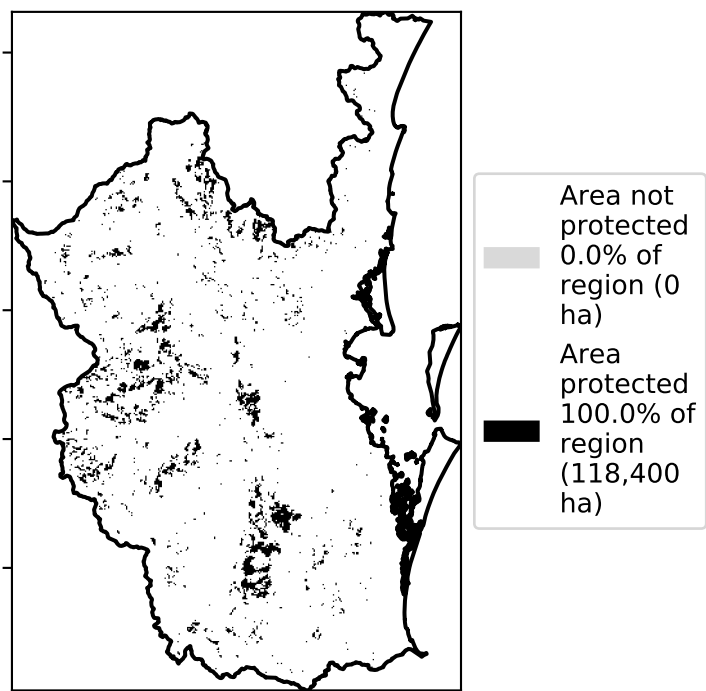 Area not
protected
0.0% of
region (0
ha)
Area
protected
100.0% of
region
(118,400
ha)